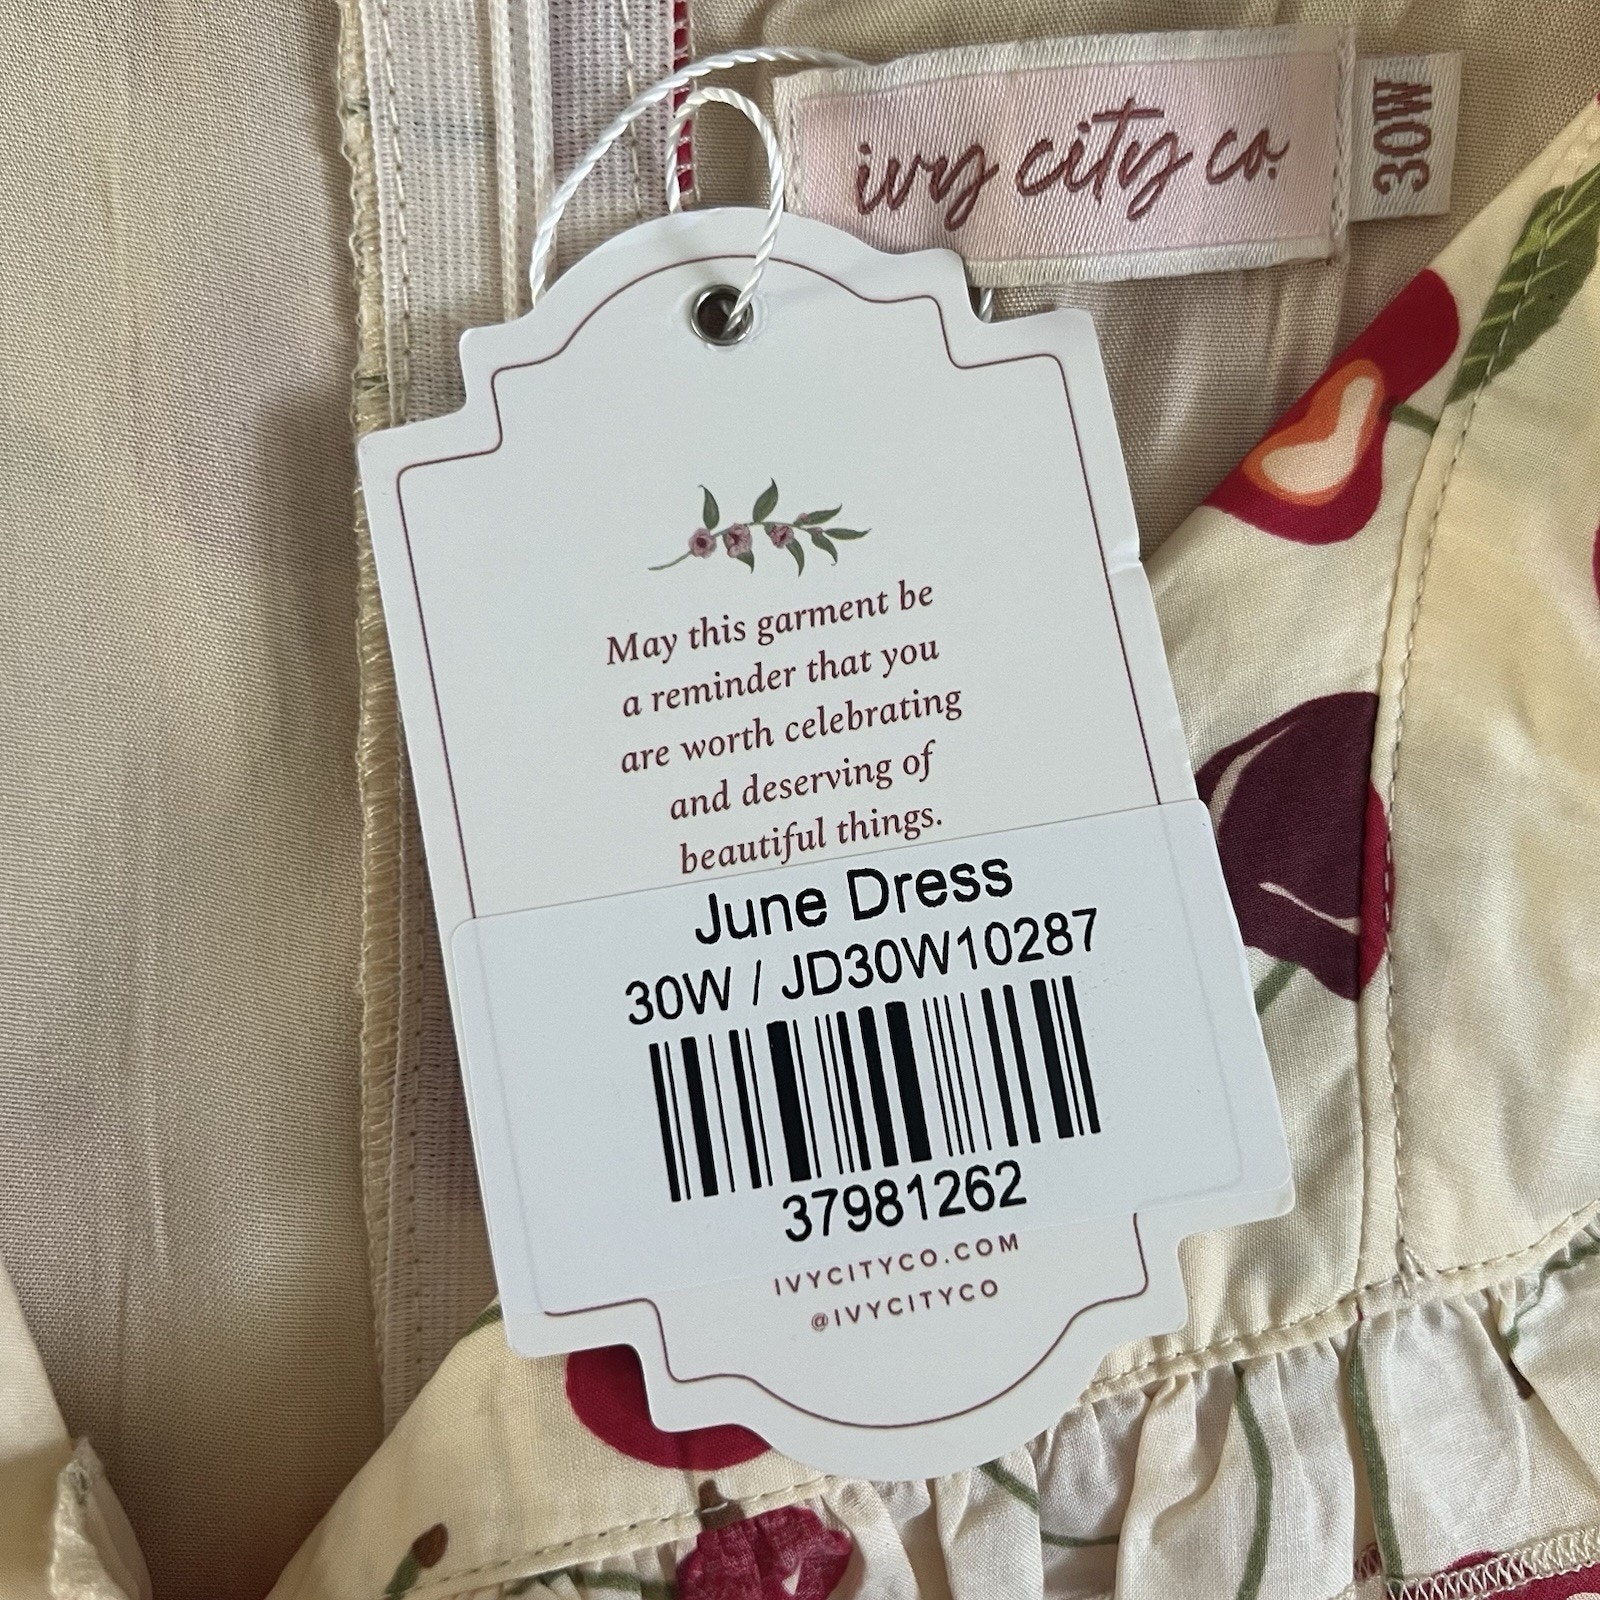 ivy city co.
30W
May this garment be
a reminder that you
are worth celebrating
and deserving of
beautiful things.
June Dress
30W / JD30W10287
37981262
IVYCITYCO.COM
@IVYCITYCO